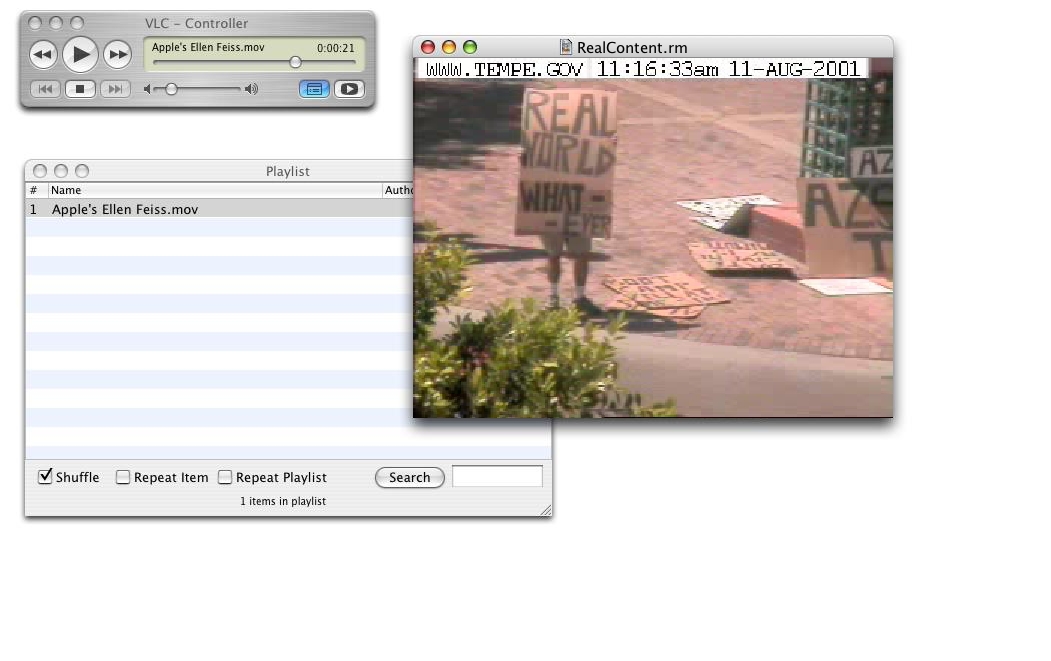 VLC – Controller
Apple's Ellen Feiss.mov
0:00:21
RealContent.rm
WWW.TEMPE.GOV 11:16:33am 11-AUG-2001
REAL
WORLD
WHAT-
-EVER
AZ
AZS
T
Playlist
# Name Autho
1 Apple's Ellen Feiss.mov
Shuffle Repeat Item Repeat Playlist Search
1 items in playlist